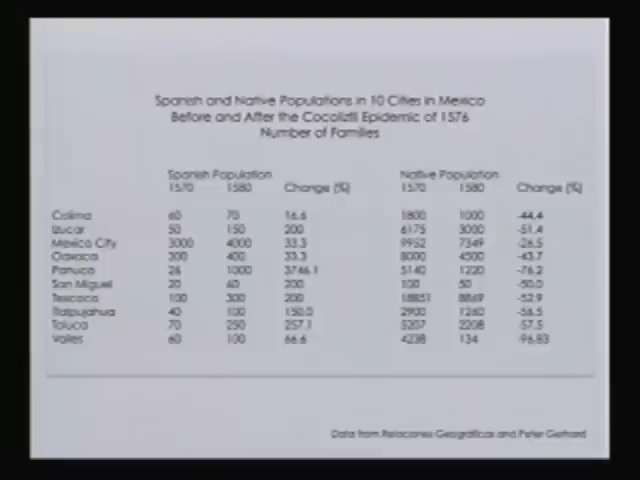 Spanish and Native Populations in 10 Cities in Mexico
Before and After the Cocoliztli Epidemic of 1576
Number of Families
Spanish Population Native Population
1570 1580 Change (%) 1570 1580 Change (%)
Colima 60 70 16.6 1800 1000 -44.4
Izucar 50 150 200 6175 3000 -51.4
Mexico City 3000 4000 33.3 9952 7349 -26.5
Oaxaca 300 400 33.3 8000 4500 -43.7
Panuco 26 1000 3746.1 5140 1220 -76.2
San Miguel 20 60 200 100 50 -50.0
Texcoco 100 300 200 18851 8869 -52.9
Tlalpujahua 40 100 150.0 2900 1260 -56.5
Toluca 70 250 257.1 5207 2208 -57.5
Valles 60 100 66.6 4238 134 -96.83
Data from Relaciones Geográficas and Peter Gerhard